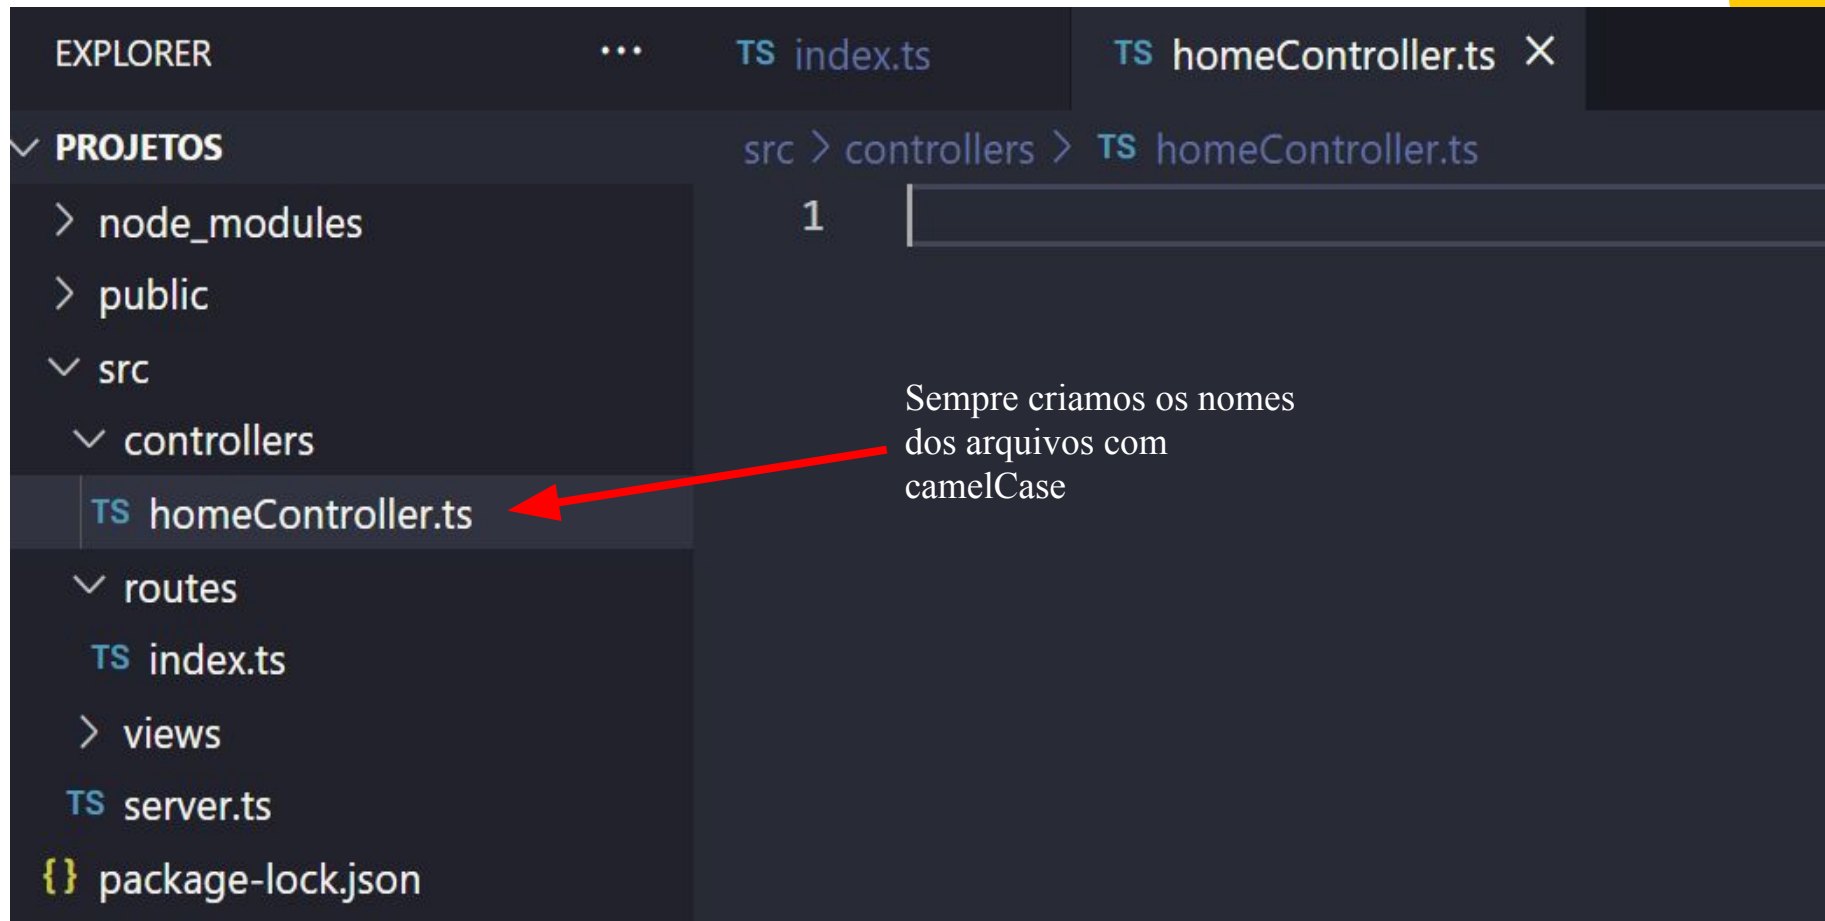 EXPLORER ...
TS index.ts
TS homeController.ts
PROJETOS
src > controllers > TS homeController.ts
> node_modules
1
> public
src
Sempre criamos os nomes
dos arquivos com
camelCase
controllers
TS homeController.ts
routes
TS index.ts
> views
TS server.ts
{} package-lock.json